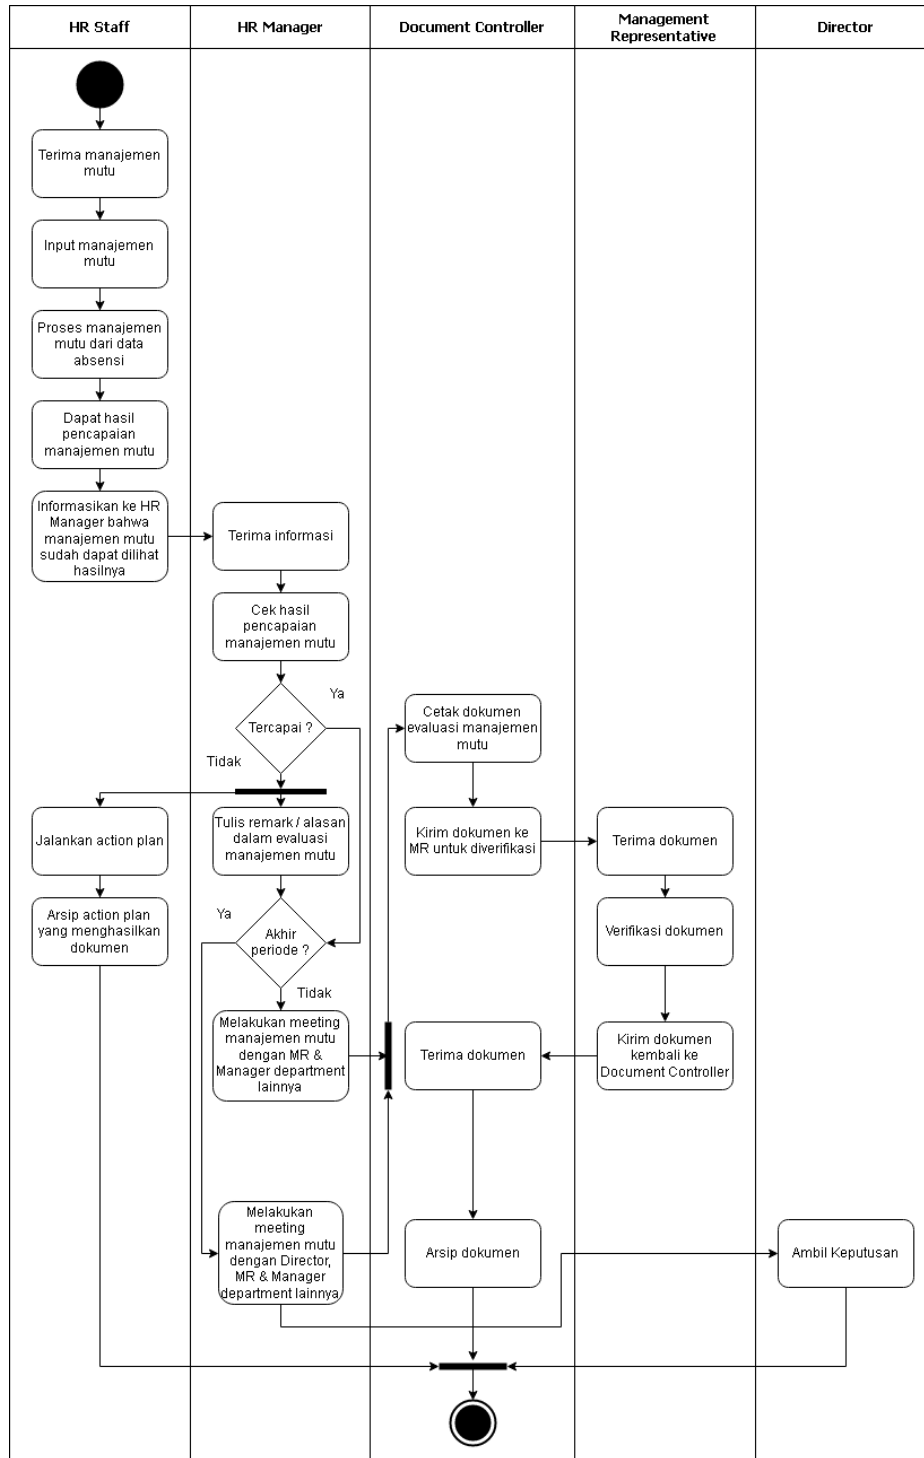 HR Staff
HR Manager
Document Controller
Management
Representative
Director
Terima manajemen
mutu
Input manajemen
mutu
Proses manajemen
mutu dari data
absensi
Dapat hasil
pencapaian
manajemen mutu
Informasikan ke HR
Manager bahwa
manajemen mutu
sudah dapat dilihat
hasilnya
Terima informasi
Cek hasil
pencapaian
manajemen mutu
Ya
Tercapai ?
Tidak
Cetak dokumen
evaluasi manajemen
mutu
Jalankan action plan
Tulis remark / alasan
dalam evaluasi
manajemen mutu
Kirim dokumen ke
MR untuk diverifikasi
Terima dokumen
Arsip action plan
yang menghasilkan
dokumen
Ya
Akhir
periode ?
Tidak
Verifikasi dokumen
Melakukan meeting
manajemen mutu
dengan MR &
Manager department
lainnya
Terima dokumen
Kirim dokumen
kembali ke
Document Controller
Melakukan
meeting
manajemen mutu
dengan Director,
MR & Manager
department lainnya
Arsip dokumen
Ambil Keputusan